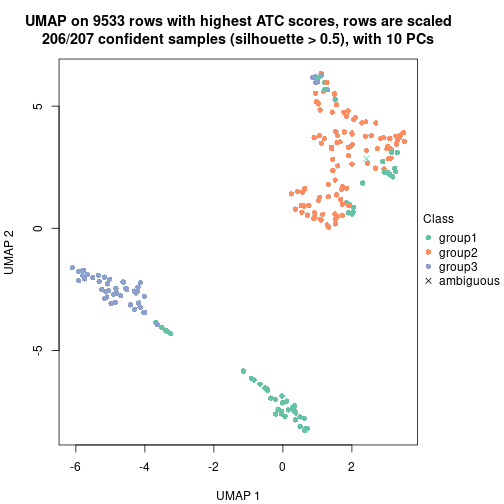 UMAP on 9533 rows with highest ATC scores, rows are scaled
206/207 confident samples (silhouette > 0.5), with 10 PCs
5
0
-5
UMAP 2
-6
-4
-2
0
2
UMAP 1
Class
group1
group2
group3
ambiguous